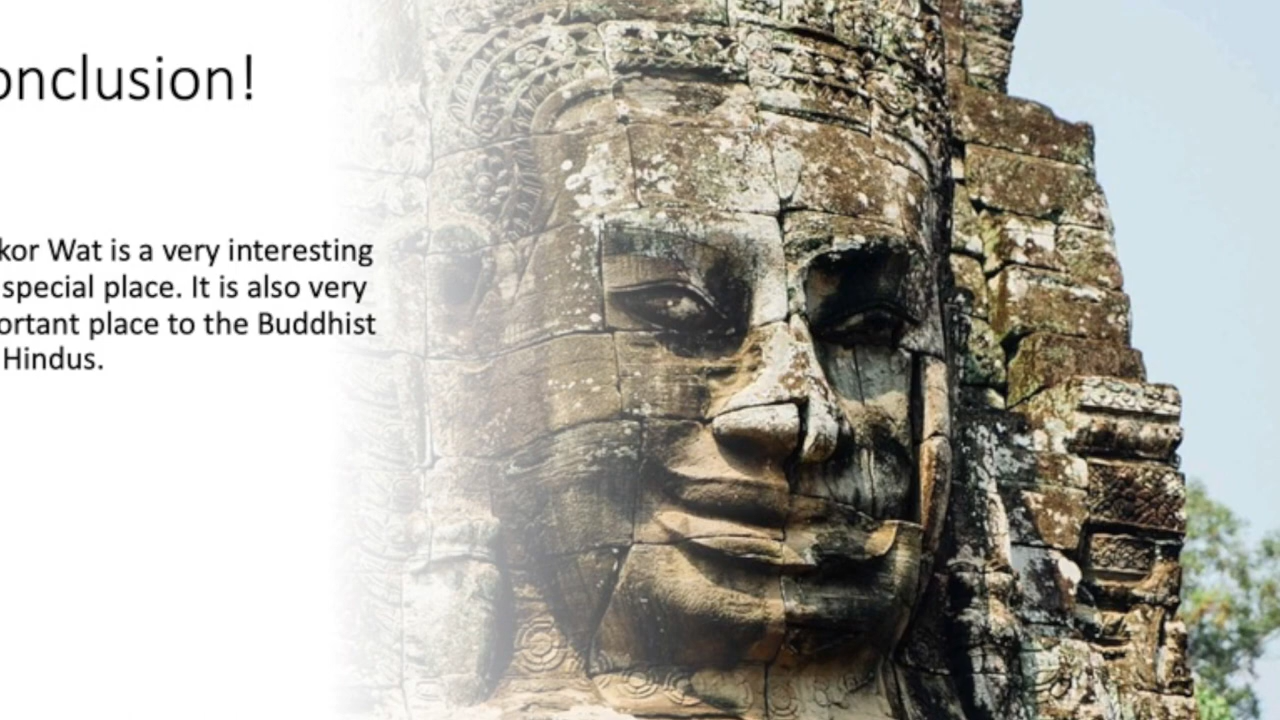 onclusion!
kor Wat is a very interesting
special place. It is also very
ortant place to the Buddhist
Hindus.